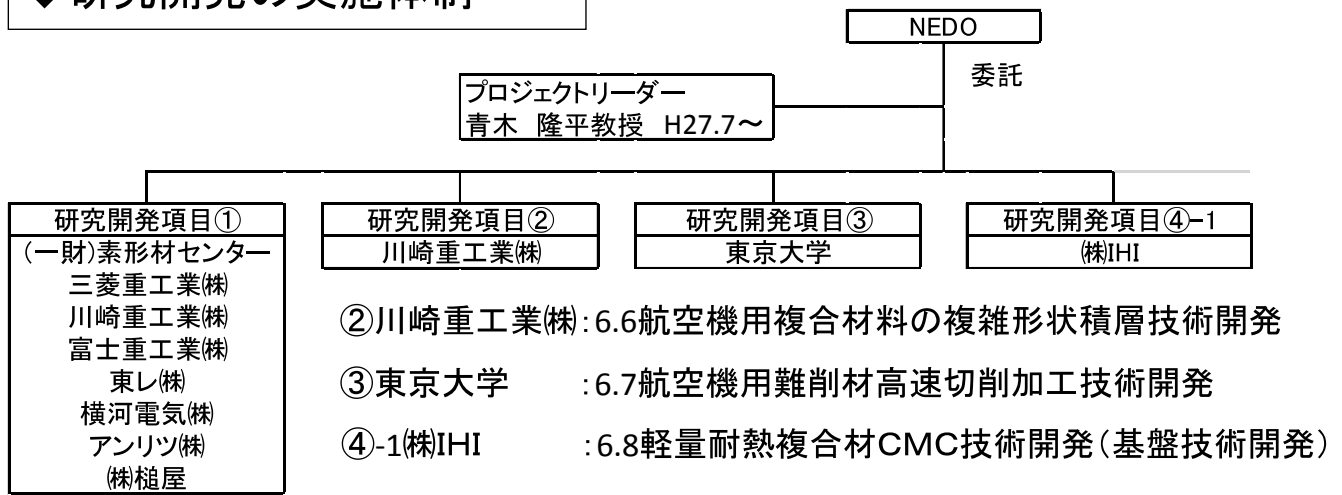 ◆研究開発の実施体制
NEDO
委託
プロジェクトリーダー
青木 隆平教授 H27.7～
研究開発項目①
(一財)素形材センター
三菱重工業㈱
川崎重工業㈱
富士重工業㈱
東レ㈱
横河電気㈱
アンリツ㈱
㈱槌屋
研究開発項目②
川崎重工業㈱
研究開発項目③
東京大学
研究開発項目④-1
㈱IHI
②川崎重工業㈱:6.6航空機用複合材料の複雑形状積層技術開発
③東京大学 :6.7航空機用難削材高速切削加工技術開発
④-1㈱IHI :6.8軽量耐熱複合材CMC技術開発(基盤技術開発)